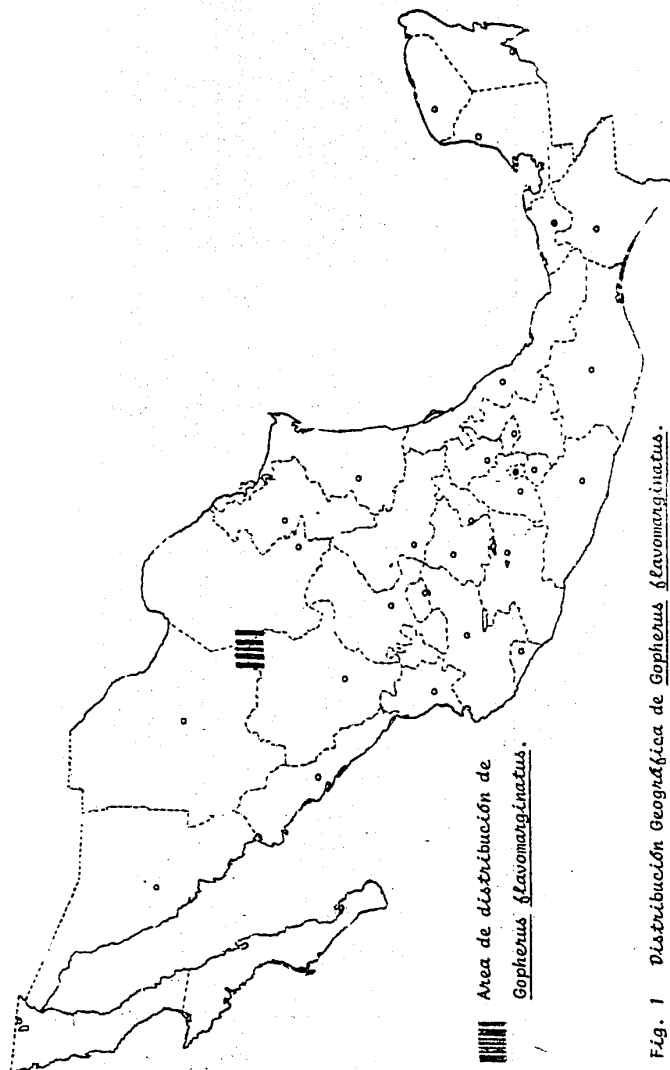 Area de distribución de
Gopherus flavomarginatus.
Fig. 1 Distribución Geográfica de Gopherus flavomarginatus.